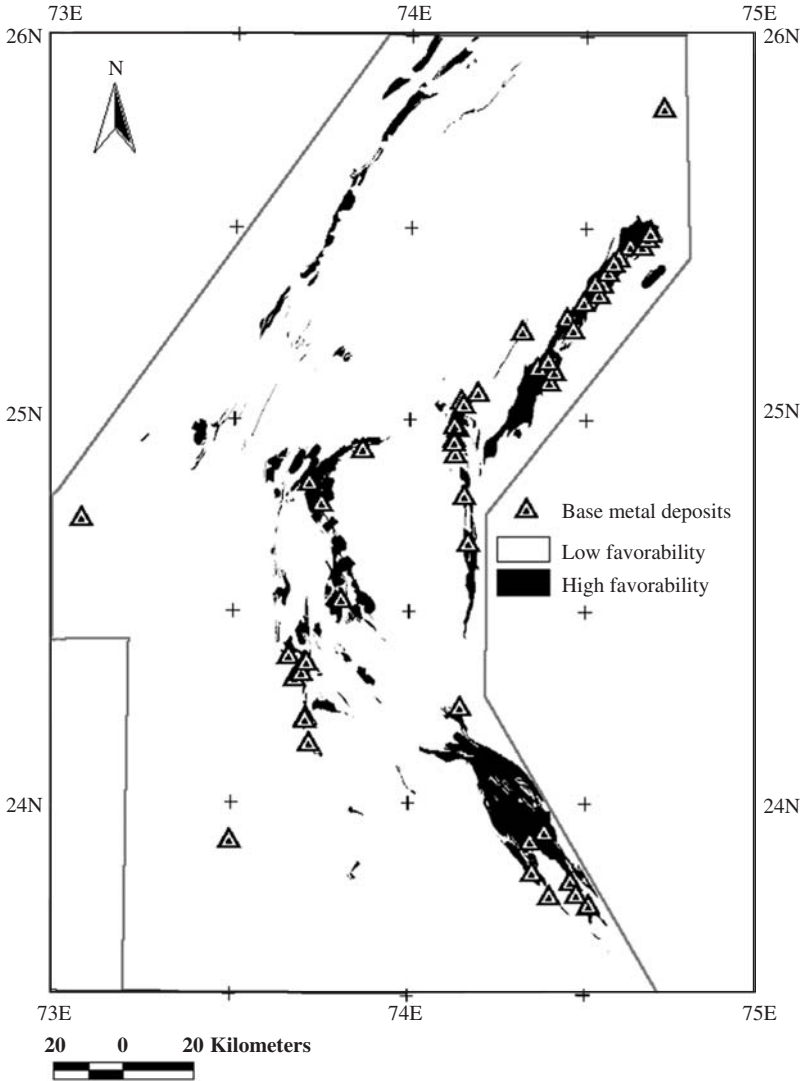 73E 74E 75E
26N 26N
N
25N 25N
Base metal deposits
Low favorability
High favorability
24N 24N
73E 74E 75E
20 0 20 Kilometers